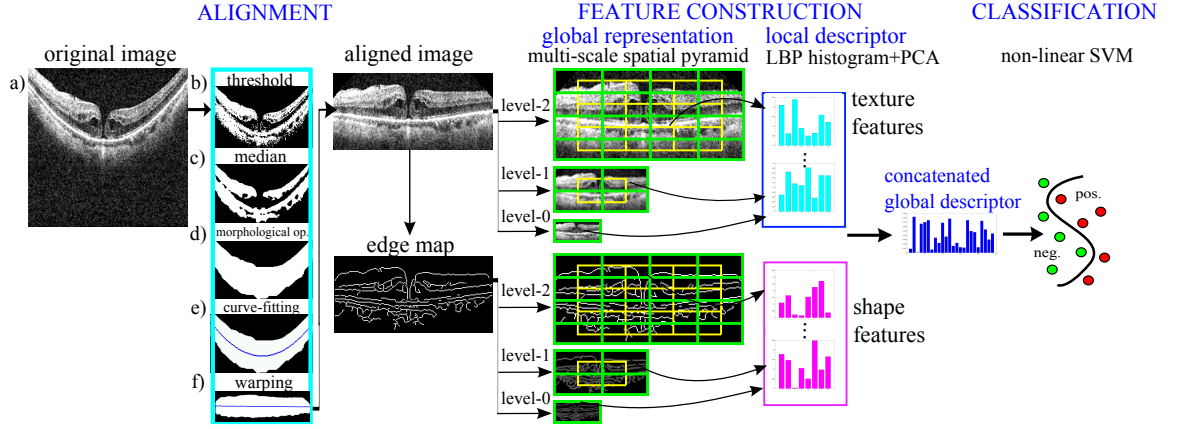 ALIGNMENT
FEATURE CONSTRUCTION
CLASSIFICATION
original image
aligned image
global representation
multi-scale spatial pyramid
local descriptor
LBP histogram+PCA
non-linear SVM
a)
b)
threshold
c)
median
d)
morphological op.
e)
curve-fitting
f)
warping
edge map
level-2
level-1
level-0
level-2
level-1
level-0
texture
features
shape
features
concatenated
global descriptor
pos.
neg.